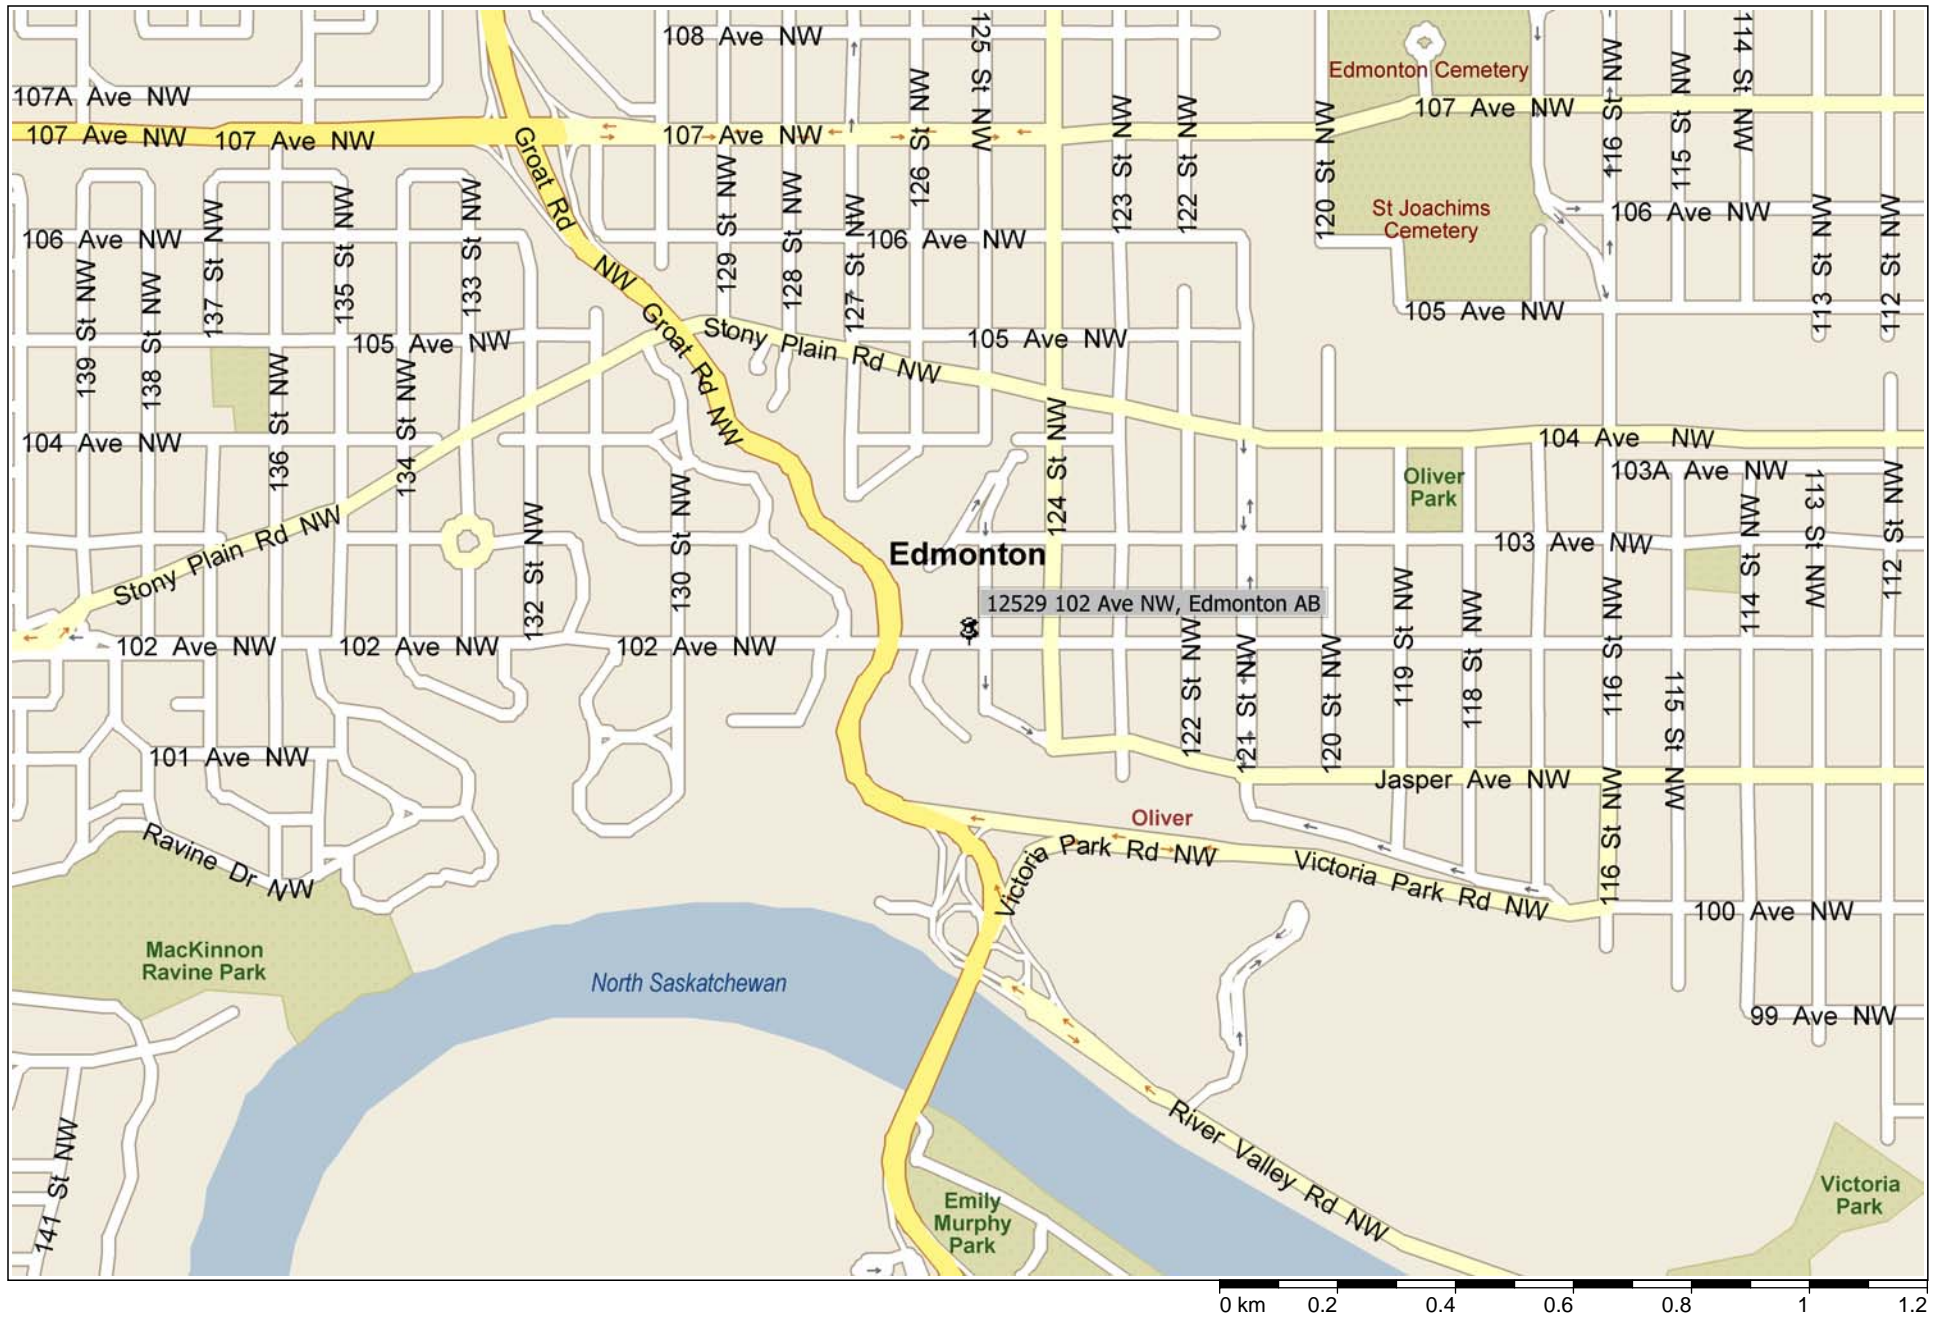 108 Ave NW
125 St NW
114 St NW
116 St NW
115 St NW
Edmonton Cemetery
107A Ave NW
126 St NW
107 Ave NW
107 Ave NW
107 Ave NW
107 Ave NW
Groat Rd NW
123 St NW
122 St NW
120 St NW
129 St NW
128 St NW
127 St NW
137 St NW
135 St NW
133 St NW
St Joachims
Cemetery
106 Ave NW
106 Ave NW
106 Ave NW
113 St NW
112 St NW
139 St NW
138 St NW
Groat Rd NW
105 Ave NW
105 Ave NW
105 Ave NW
Stony Plain Rd NW
136 St NW
134 St NW
104 Ave NW
124 St NW
104 Ave NW
103A Ave NW
Oliver
Park
113 St NW
112 St NW
132 St NW
130 St NW
Stony Plain Rd NW
Edmonton
103 Ave NW
114 St NW
12529 102 Ave NW, Edmonton AB
119 St NW
118 St NW
116 St NW
102 Ave NW
102 Ave NW
102 Ave NW
122 St NW
121 St NW
120 St NW
115 St NW
101 Ave NW
Jasper Ave NW
116 St NW
Oliver
Ravine Dr NW
Victoria Park Rd NW
Victoria Park Rd NW
100 Ave NW
MacKinnon
Ravine Park
North Saskatchewan
99 Ave NW
141 St NW
River Valley Rd NW
Emily
Murphy
Park
Victoria
Park
0 km 0.2 0.4 0.6 0.8 1 1.2